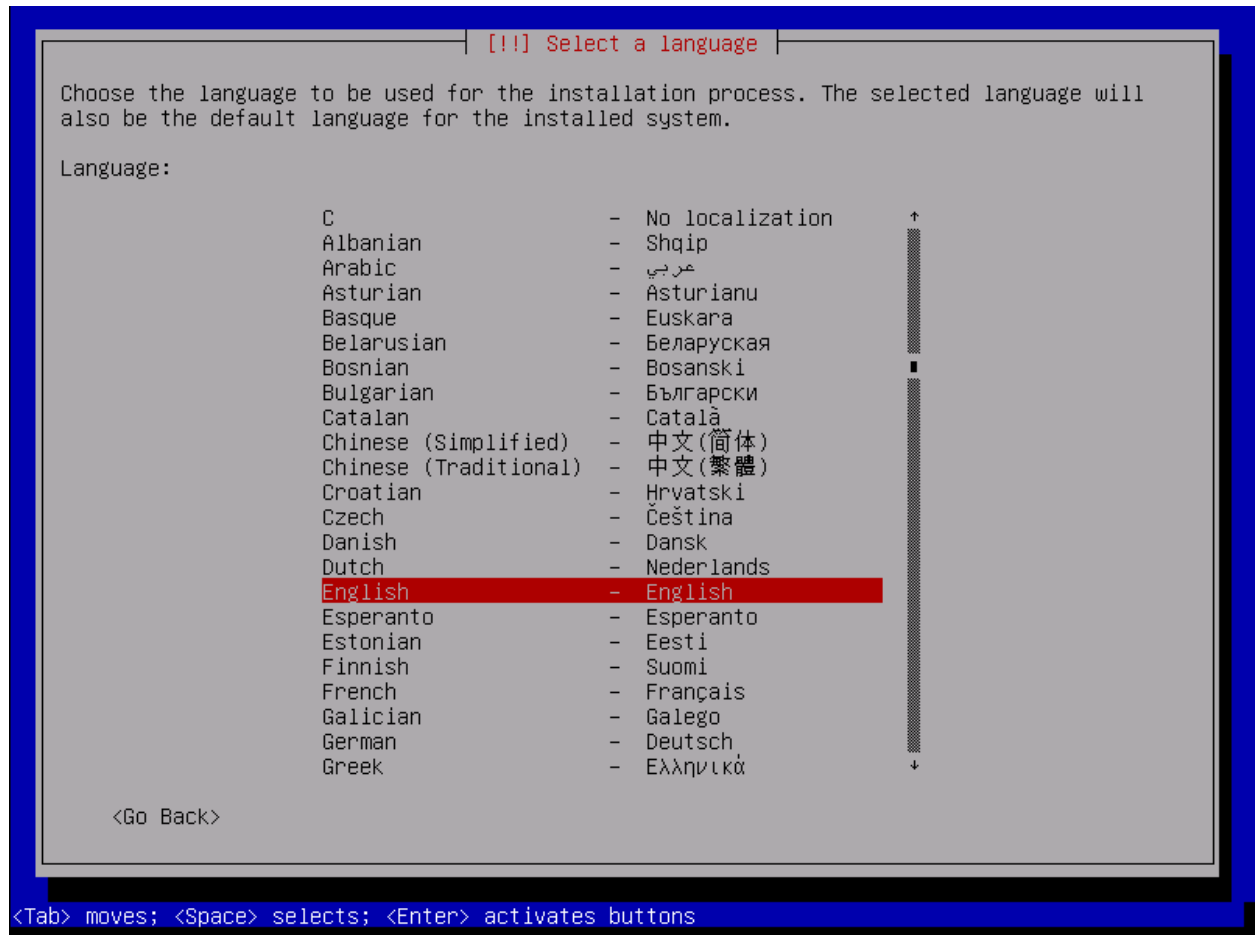 [!!] Select a language
Choose the language to be used for the installation process. The selected language will
also be the default language for the installed system.
Language:
C - No localization
Albanian - Shqip
Arabic - عربي
Asturian - Asturianu
Basque - Euskara
Belarusian - Беларуская
Bosnian - Bosanski
Bulgarian - Български
Catalan - Català
Chinese (Simplified) - 中文(简体)
Chinese (Traditional) - 中文(繁體)
Croatian - Hrvatski
Czech - Čeština
Danish - Dansk
Dutch - Nederlands
English - English
Esperanto - Esperanto
Estonian - Eesti
Finnish - Suomi
French - Français
Galician - Galego
German - Deutsch
Greek - Ελληνικά
<Go Back>
<Tab> moves; <Space> selects; <Enter> activates buttons